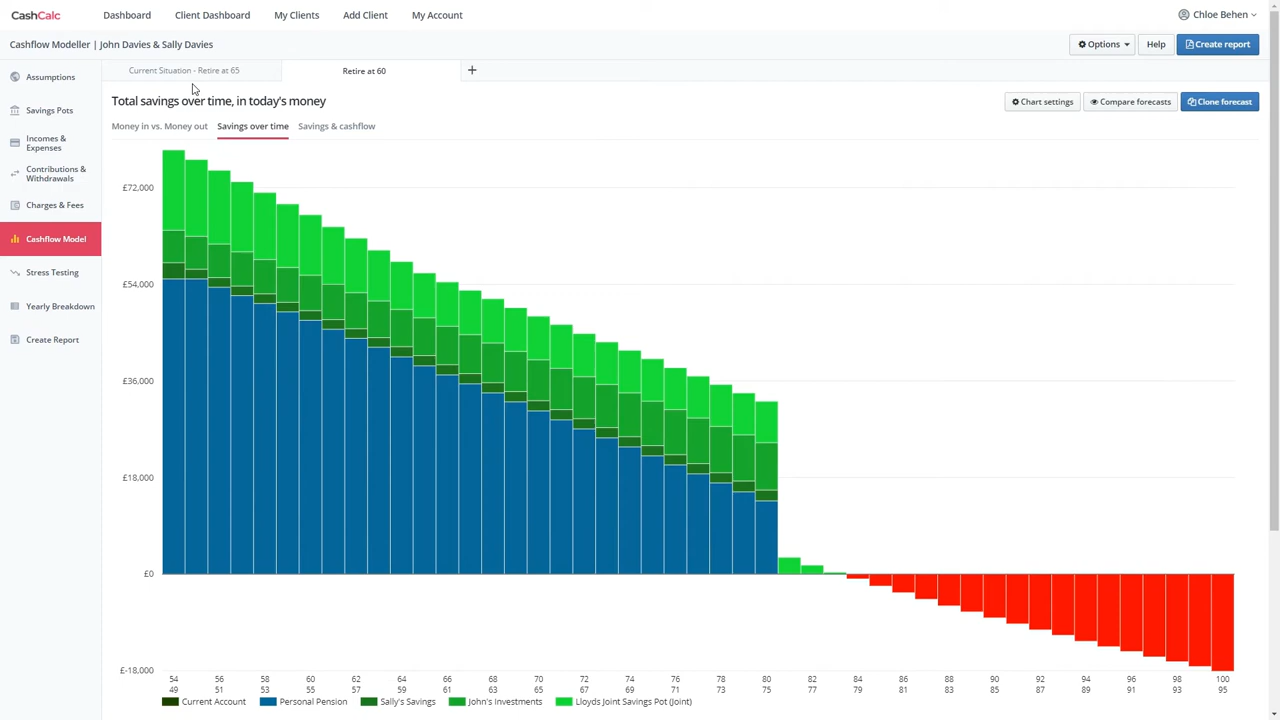 CashCalc
Dashboard
Client Dashboard
My Clients
Add Client
My Account
Chloe Behen
Cashflow Modeller | John Davies & Sally Davies
Options
Help
Create report
Assumptions
Savings Pots
Incomes &
Expenses
Contributions &
Withdrawals
Charges & Fees
Cashflow Model
Stress Testing
Yearly Breakdown
Create Report
Current Situation - Retire at 65
Retire at 60
+
Total savings over time, in today's money
Chart settings
Compare forecasts
Clone forecast
Money in vs. Money out
Savings over time
Savings & cashflow
£72,000
£54,000
£36,000
£18,000
£0
£-18,000
54 56 58 60 62 64 66 68 70 72 74 76 78 80 82 84 86 88 90 92 94 96 98 100
49 51 53 55 57 59 61 63 65 67 69 71 73 75 77 79 81 83 85 87 89 91 93 95
Current Account
Personal Pension
Sally's Savings
John's Investments
Lloyds Joint Savings Pot (Joint)